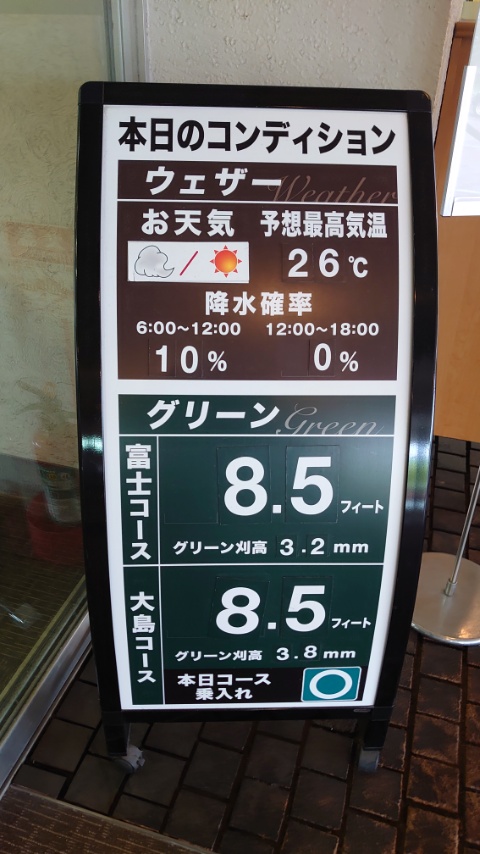 本日のコンディション
ウェザー Weather
お天気 予想最高気温
/ 26℃
降水確率
6:00〜12:00 12:00〜18:00
10% 0%
グリーン Green
富士コース
8.5フィート
グリーン刈高 3.2mm
大島コース
8.5フィート
グリーン刈高 3.8mm
本日コース
乗入れ ○